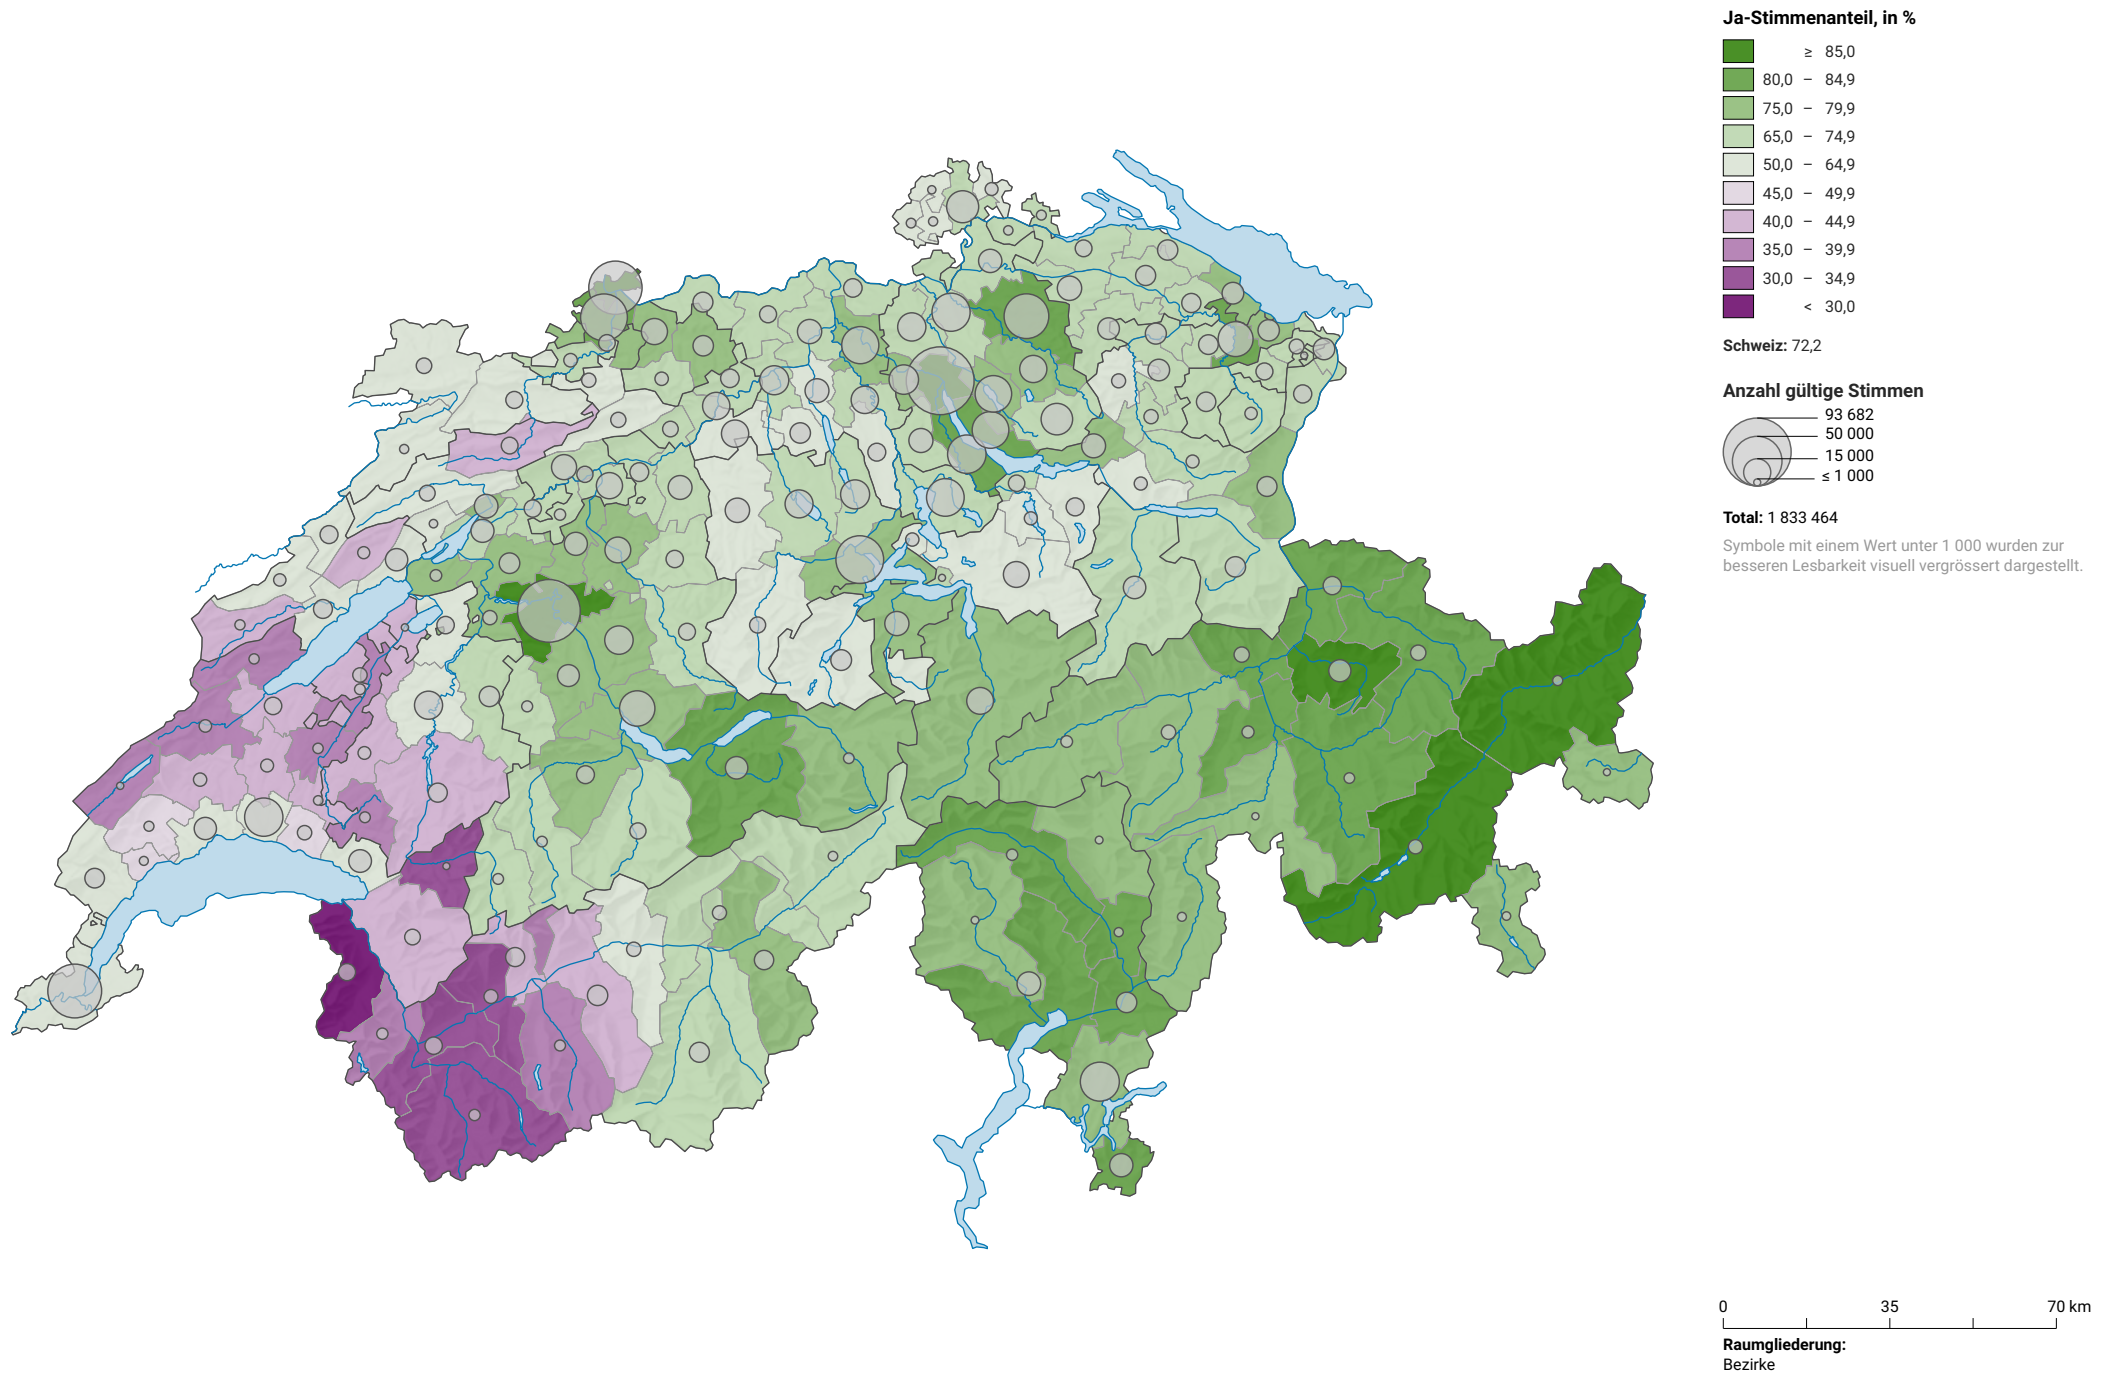 Ja-Stimmenanteil, in %
≥ 85,0
80,0 – 84,9
75,0 – 79,9
65,0 – 74,9
50,0 – 64,9
45,0 – 49,9
40,0 – 44,9
35,0 – 39,9
30,0 – 34,9
< 30,0
Schweiz: 72,2
Anzahl gültige Stimmen
93 682
50 000
15 000
≤ 1 000
Total: 1 833 464
Symbole mit einem Wert unter 1 000 wurden zur
besseren Lesbarkeit visuell vergrössert dargestellt.
0 35 70 km
Raumgliederung:
Bezirke